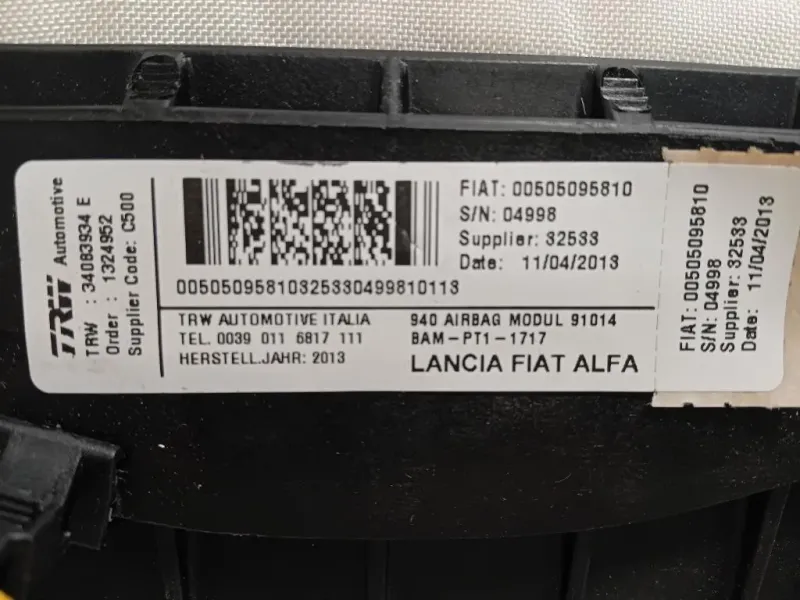 TRW Automotive
TRW : 34083934 E
Order : 1324952
Supplier Code: C500
FIAT: 00505095810
S/N: 04998
Supplier: 32533
Date: 11/04/2013
00505095810325330499810113
TRW AUTOMOTIVE ITALIA
TEL. 0039 011 6817 111
HERSTELL.JAHR: 2013
940 AIRBAG MODUL 91014
BAM-PT1-1717
LANCIA FIAT ALFA
FIAT: 00505095810
S/N: 04998
Supplier: 32533
Date: 11/04/2013